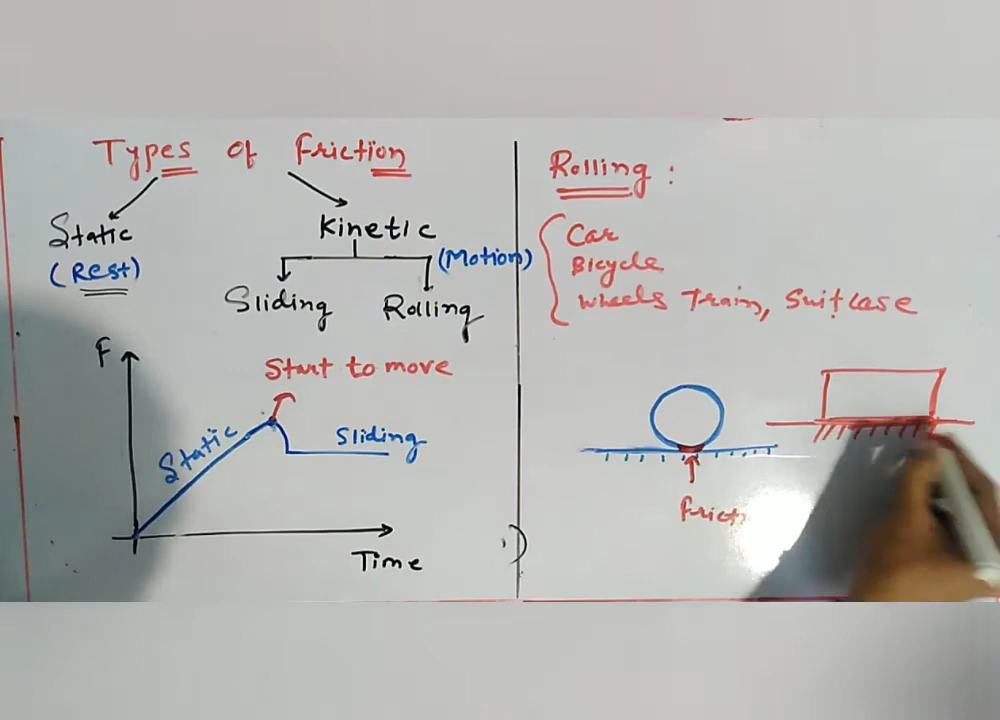 Types of friction
Static
(Rest)
Kinetic
(Motion)
Sliding
Rolling
F
Start to move
Static
Sliding
Time
Rolling :
Car
Bicycle
Wheels Train, Suitcase